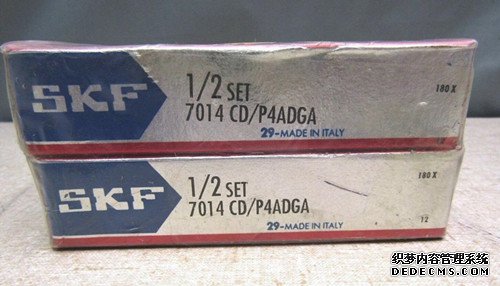 SKF
1/2 SET
7014 CD/P4ADGA
29-MADE IN ITALY
180 X
12
SKF
1/2 SET
7014 CD/P4ADGA
29-MADE IN ITALY
180 X
12
织梦内容管理系统
DEDECMS.COM